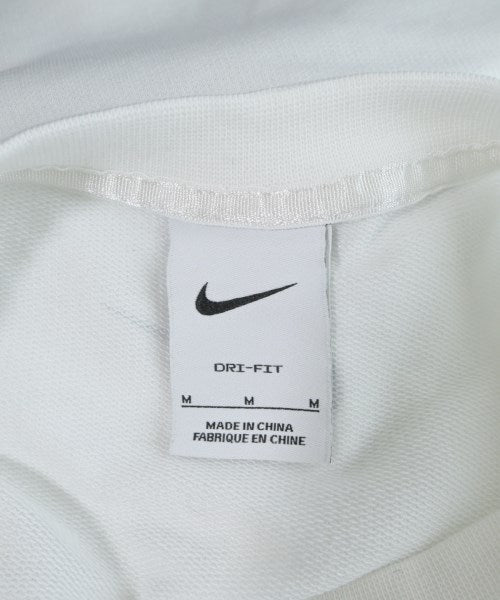 DRI-FIT
M M M
MADE IN CHINA
FABRIQUE EN CHINE